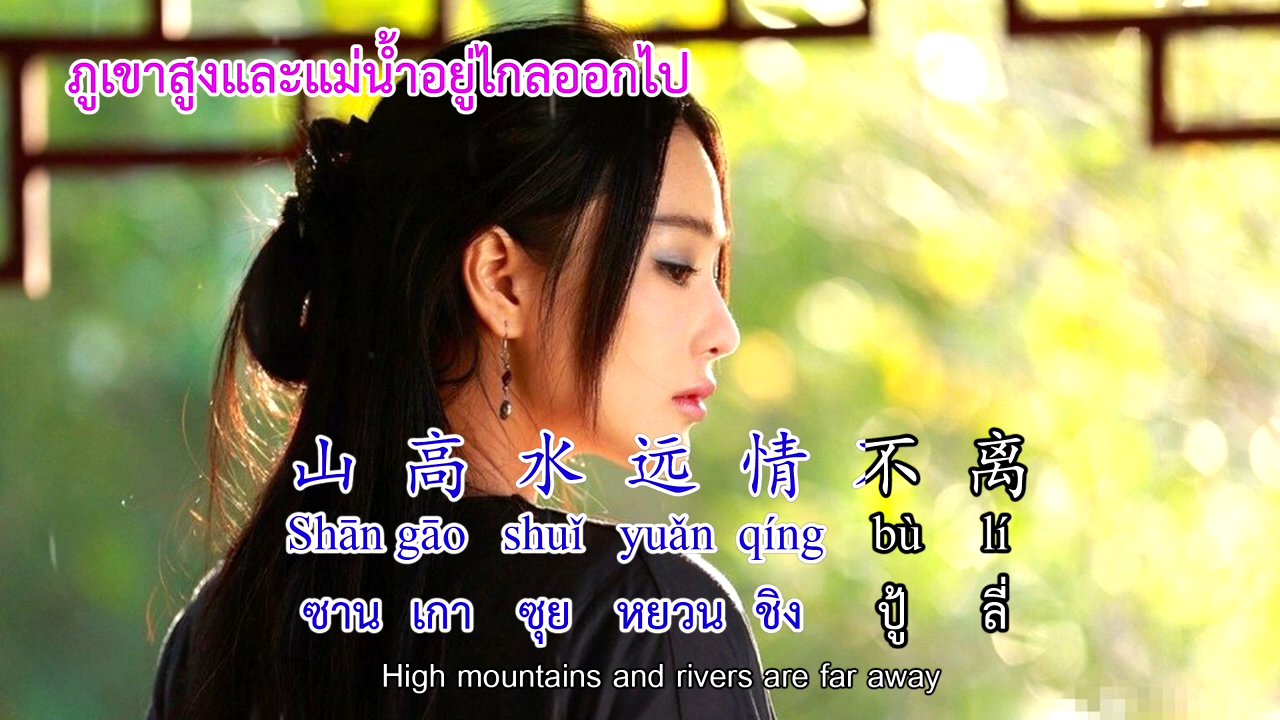 ภูเขาสูงและแม่น้ำอยู่ไกลออกไป
山 高 水 远 情 不 离
Shān gāo shuǐ yuǎn qíng bù lí
ซาน เกา ซุย หยวน ชิง ปู้ ลี่
High mountains and rivers are far away